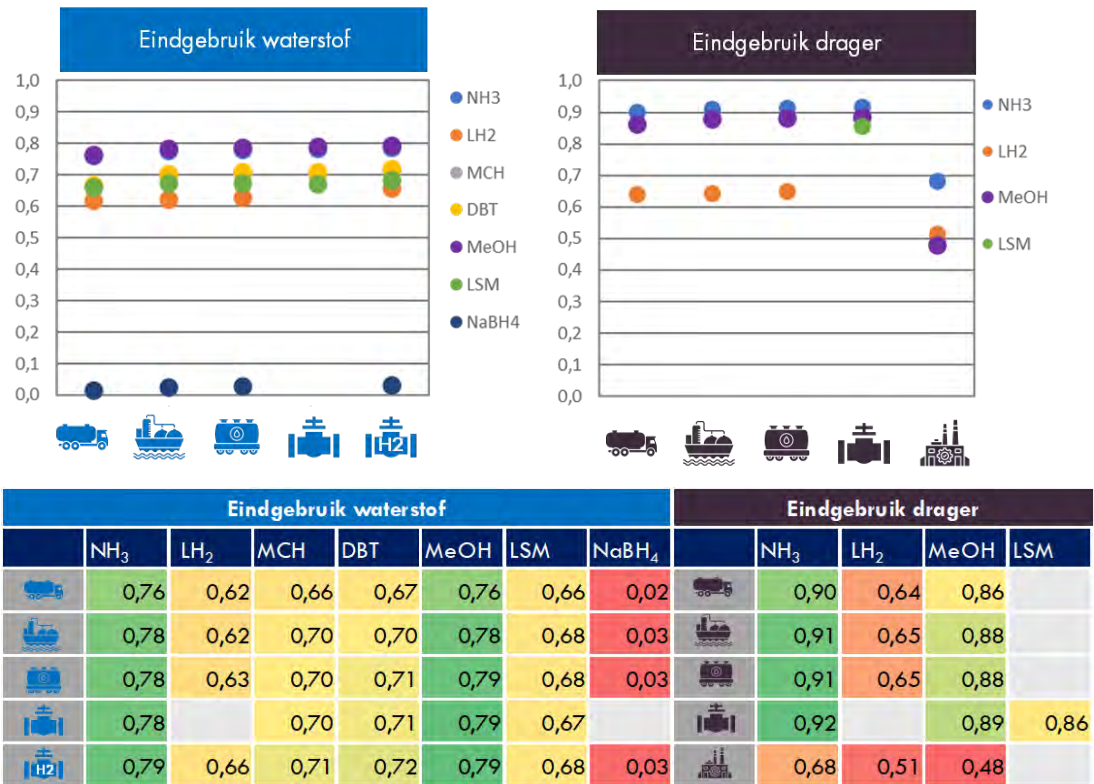 Eindgebruik waterstof
1,0
0,9
0,8
0,7
0,6
0,5
0,4
0,3
0,2
0,1
0,0
NH3
LH2
MCH
DBT
MeOH
LSM
NaBH4
H2
Eindgebruik drager
1,0
0,9
0,8
0,7
0,6
0,5
0,4
0,3
0,2
0,1
0,0
NH3
LH2
MeOH
LSM
Eindgebruik waterstof Eindgebruik drager
NH₃ LH₂ MCH DBT MeOH LSM NaBH₄ NH₃ LH₂ MeOH LSM
0,76 0,62 0,66 0,67 0,76 0,66 0,02 0,90 0,64 0,86
0,78 0,62 0,70 0,70 0,78 0,68 0,03 0,91 0,65 0,88
0,78 0,63 0,70 0,71 0,79 0,68 0,03 0,91 0,65 0,88
0,78 0,70 0,71 0,79 0,67 0,92 0,89 0,86
H2 0,79 0,66 0,71 0,72 0,79 0,68 0,03 0,68 0,51 0,48